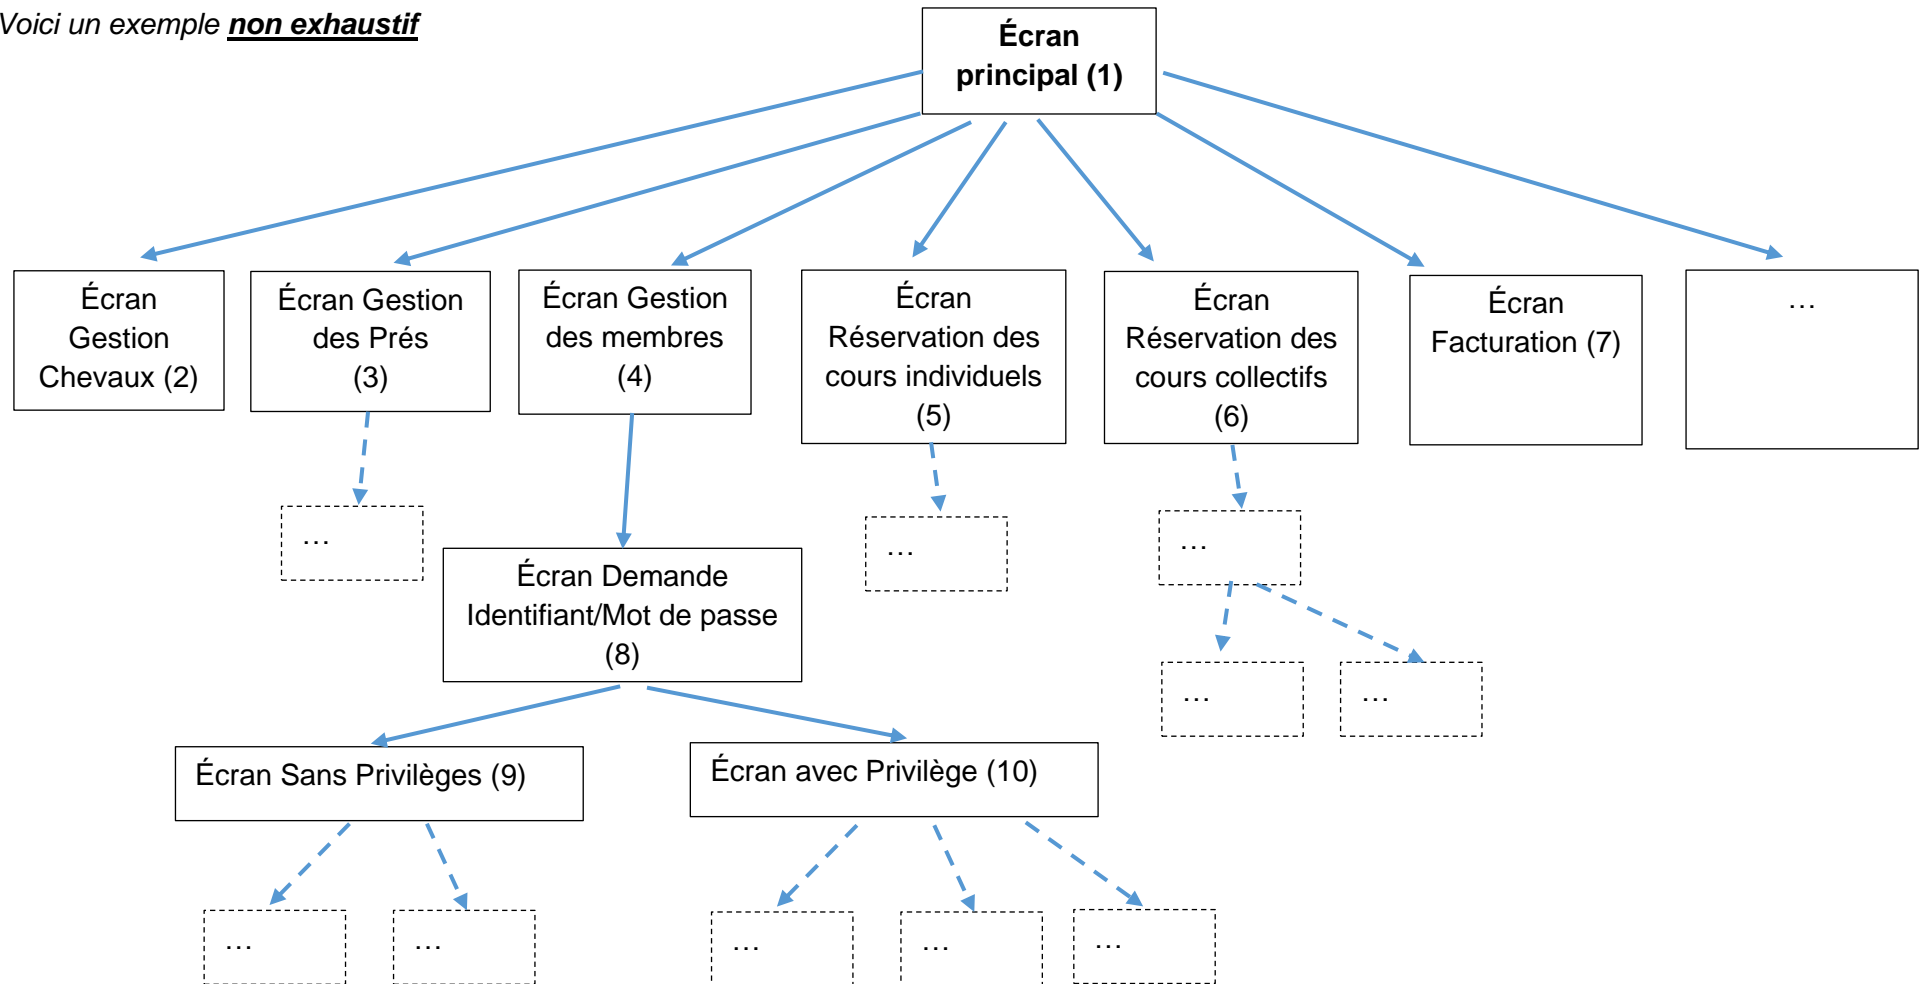 Voici un exemple non exhaustif
Écran
principal (1)
Écran
Gestion
Chevaux (2)
Écran Gestion
des Prés
(3)
Écran Gestion
des membres
(4)
Écran
Réservation des
cours individuels
(5)
Écran
Réservation des
cours collectifs
(6)
Écran
Facturation (7)
…
…
…
…
Écran Demande
Identifiant/Mot de passe
(8)
…
…
Écran Sans Privilèges (9)
Écran avec Privilège (10)
…
…
…
…
…